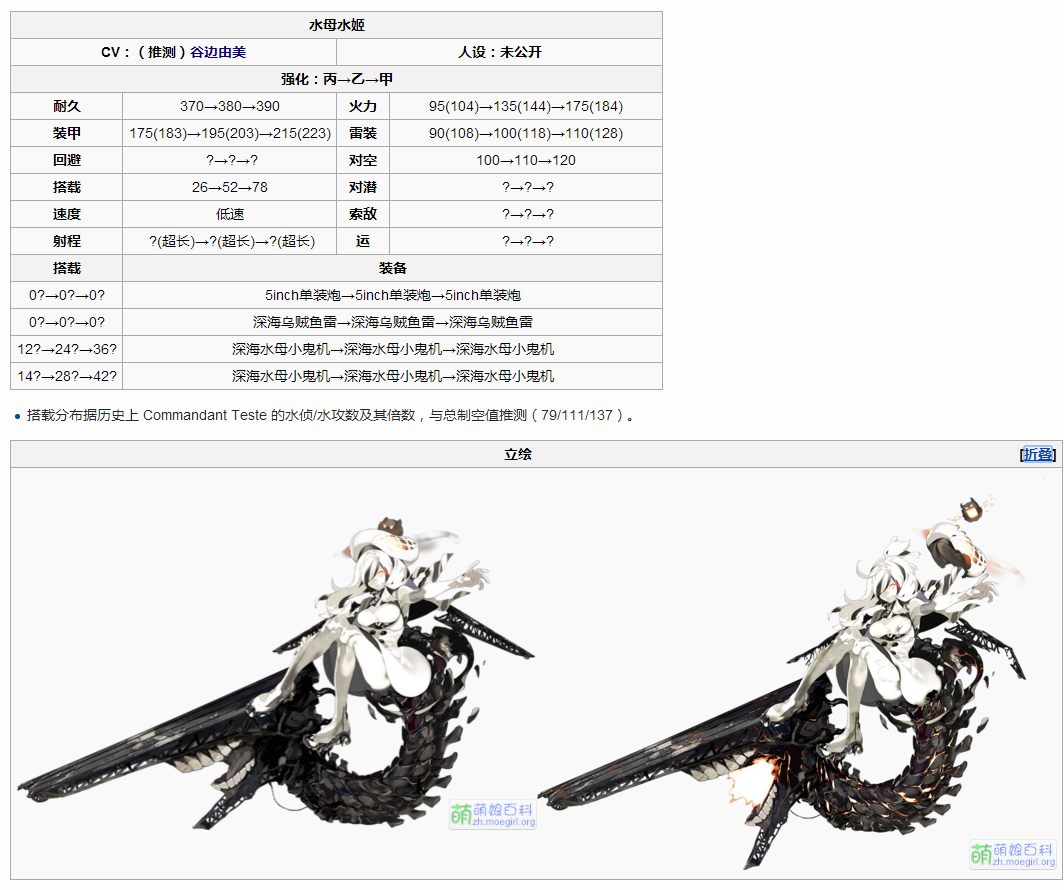 水母水姬
CV：（推测）谷边由美 人设：未公开
强化：丙→乙→甲
耐久 370→380→390 火力 95(104)→135(144)→175(184)
装甲 175(183)→195(203)→215(223) 雷装 90(108)→100(118)→110(128)
回避 ?→?→? 对空 100→110→120
搭载 26→52→78 对潜 ?→?→?
速度 低速 索敌 ?→?→?
射程 ?(超长)→?(超长)→?(超长) 运 ?→?→?
搭载 装备
0?→0?→0? 5inch单装炮→5inch单装炮→5inch单装炮
0?→0?→0? 深海乌贼鱼雷→深海乌贼鱼雷→深海乌贼鱼雷
12?→24?→36? 深海水母小鬼机→深海水母小鬼机→深海水母小鬼机
14?→28?→42? 深海水母小鬼机→深海水母小鬼机→深海水母小鬼机
• 搭载分布据历史上 Commandant Teste 的水侦/水攻数及其倍数，与总制空值推测（79/111/137）。
立绘 [折叠]
萌 萌娘百科
zh.moegirl.org
萌 萌娘百科
zh.moegirl.org